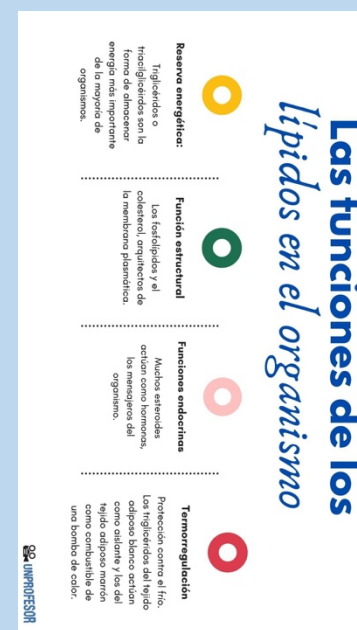 Las funciones de los
lípidos en el organismo
Reserva energética:
Triglicéridos o
triacilglicéirdos son la
forma de almacenar
energía más importante
de la mayoría de
organismos.
Función estructural
Los fosfolípidos y el
colesterol, arquitectos de
la membrana plasmática.
Funciones endocrinas
Muchos esteroides
actúan como hormonas,
los mensajeros del
organismo.
Termorregulación
Protección contra el frío.
Los triglicéridos del tejido
adiposo blanco actúan
como aislante y los del
tejido adiposo marrón
como combustible de
una bomba de calor.
UNPROFESOR